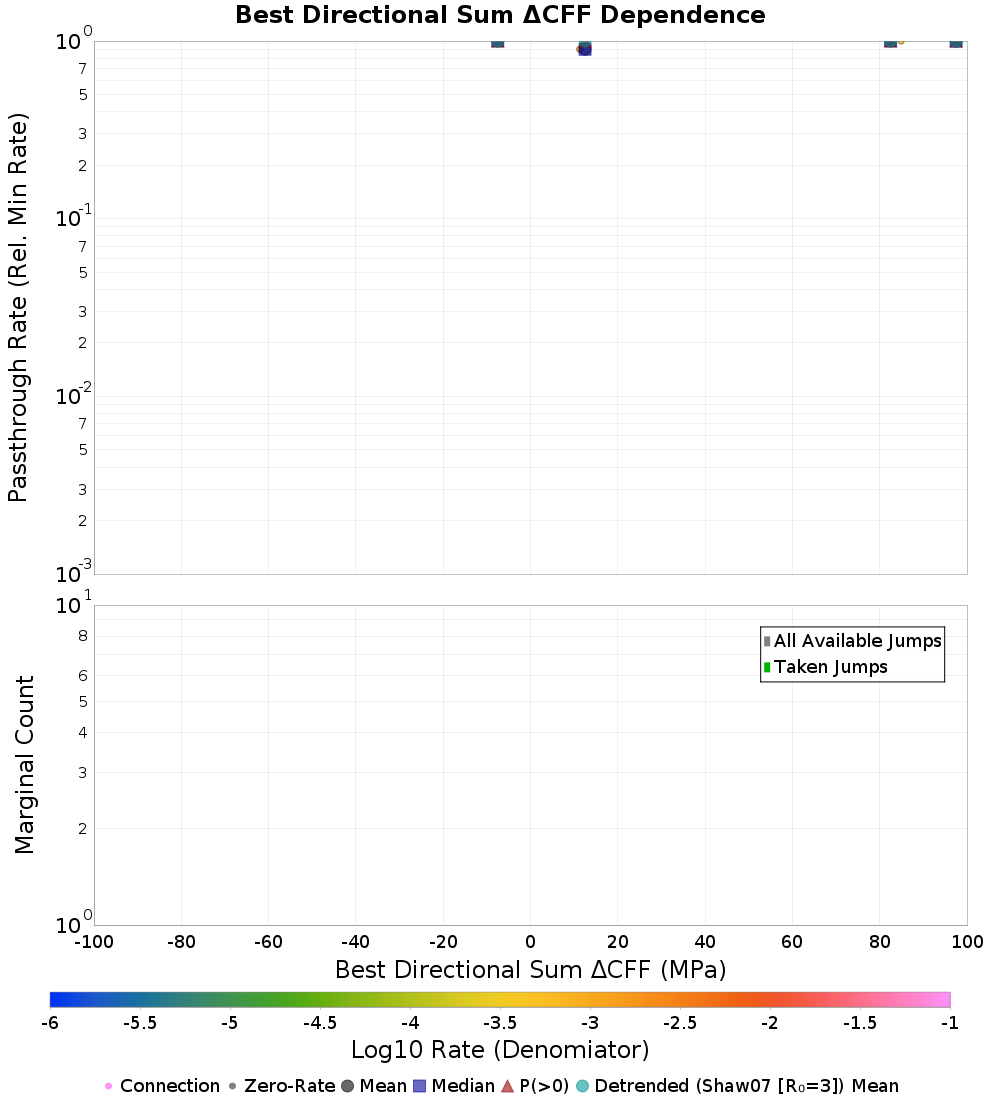 Best Directional Sum ΔCFF Dependence
10^0
7
5
3
2
10^-1
7
5
3
2
10^-2
7
5
3
2
10^-3
Passthrough Rate (Rel. Min Rate)
10^1
8
6
5
4
3
2
10^0
Marginal Count
All Available Jumps
Taken Jumps
-100 -80 -60 -40 -20 0 20 40 60 80 100
Best Directional Sum ΔCFF (MPa)
-6 -5.5 -5 -4.5 -4 -3.5 -3 -2.5 -2 -1.5 -1
Log10 Rate (Denomiator)
Connection Zero-Rate Mean Median P(>0) Detrended (Shaw07 [R₀=3]) Mean